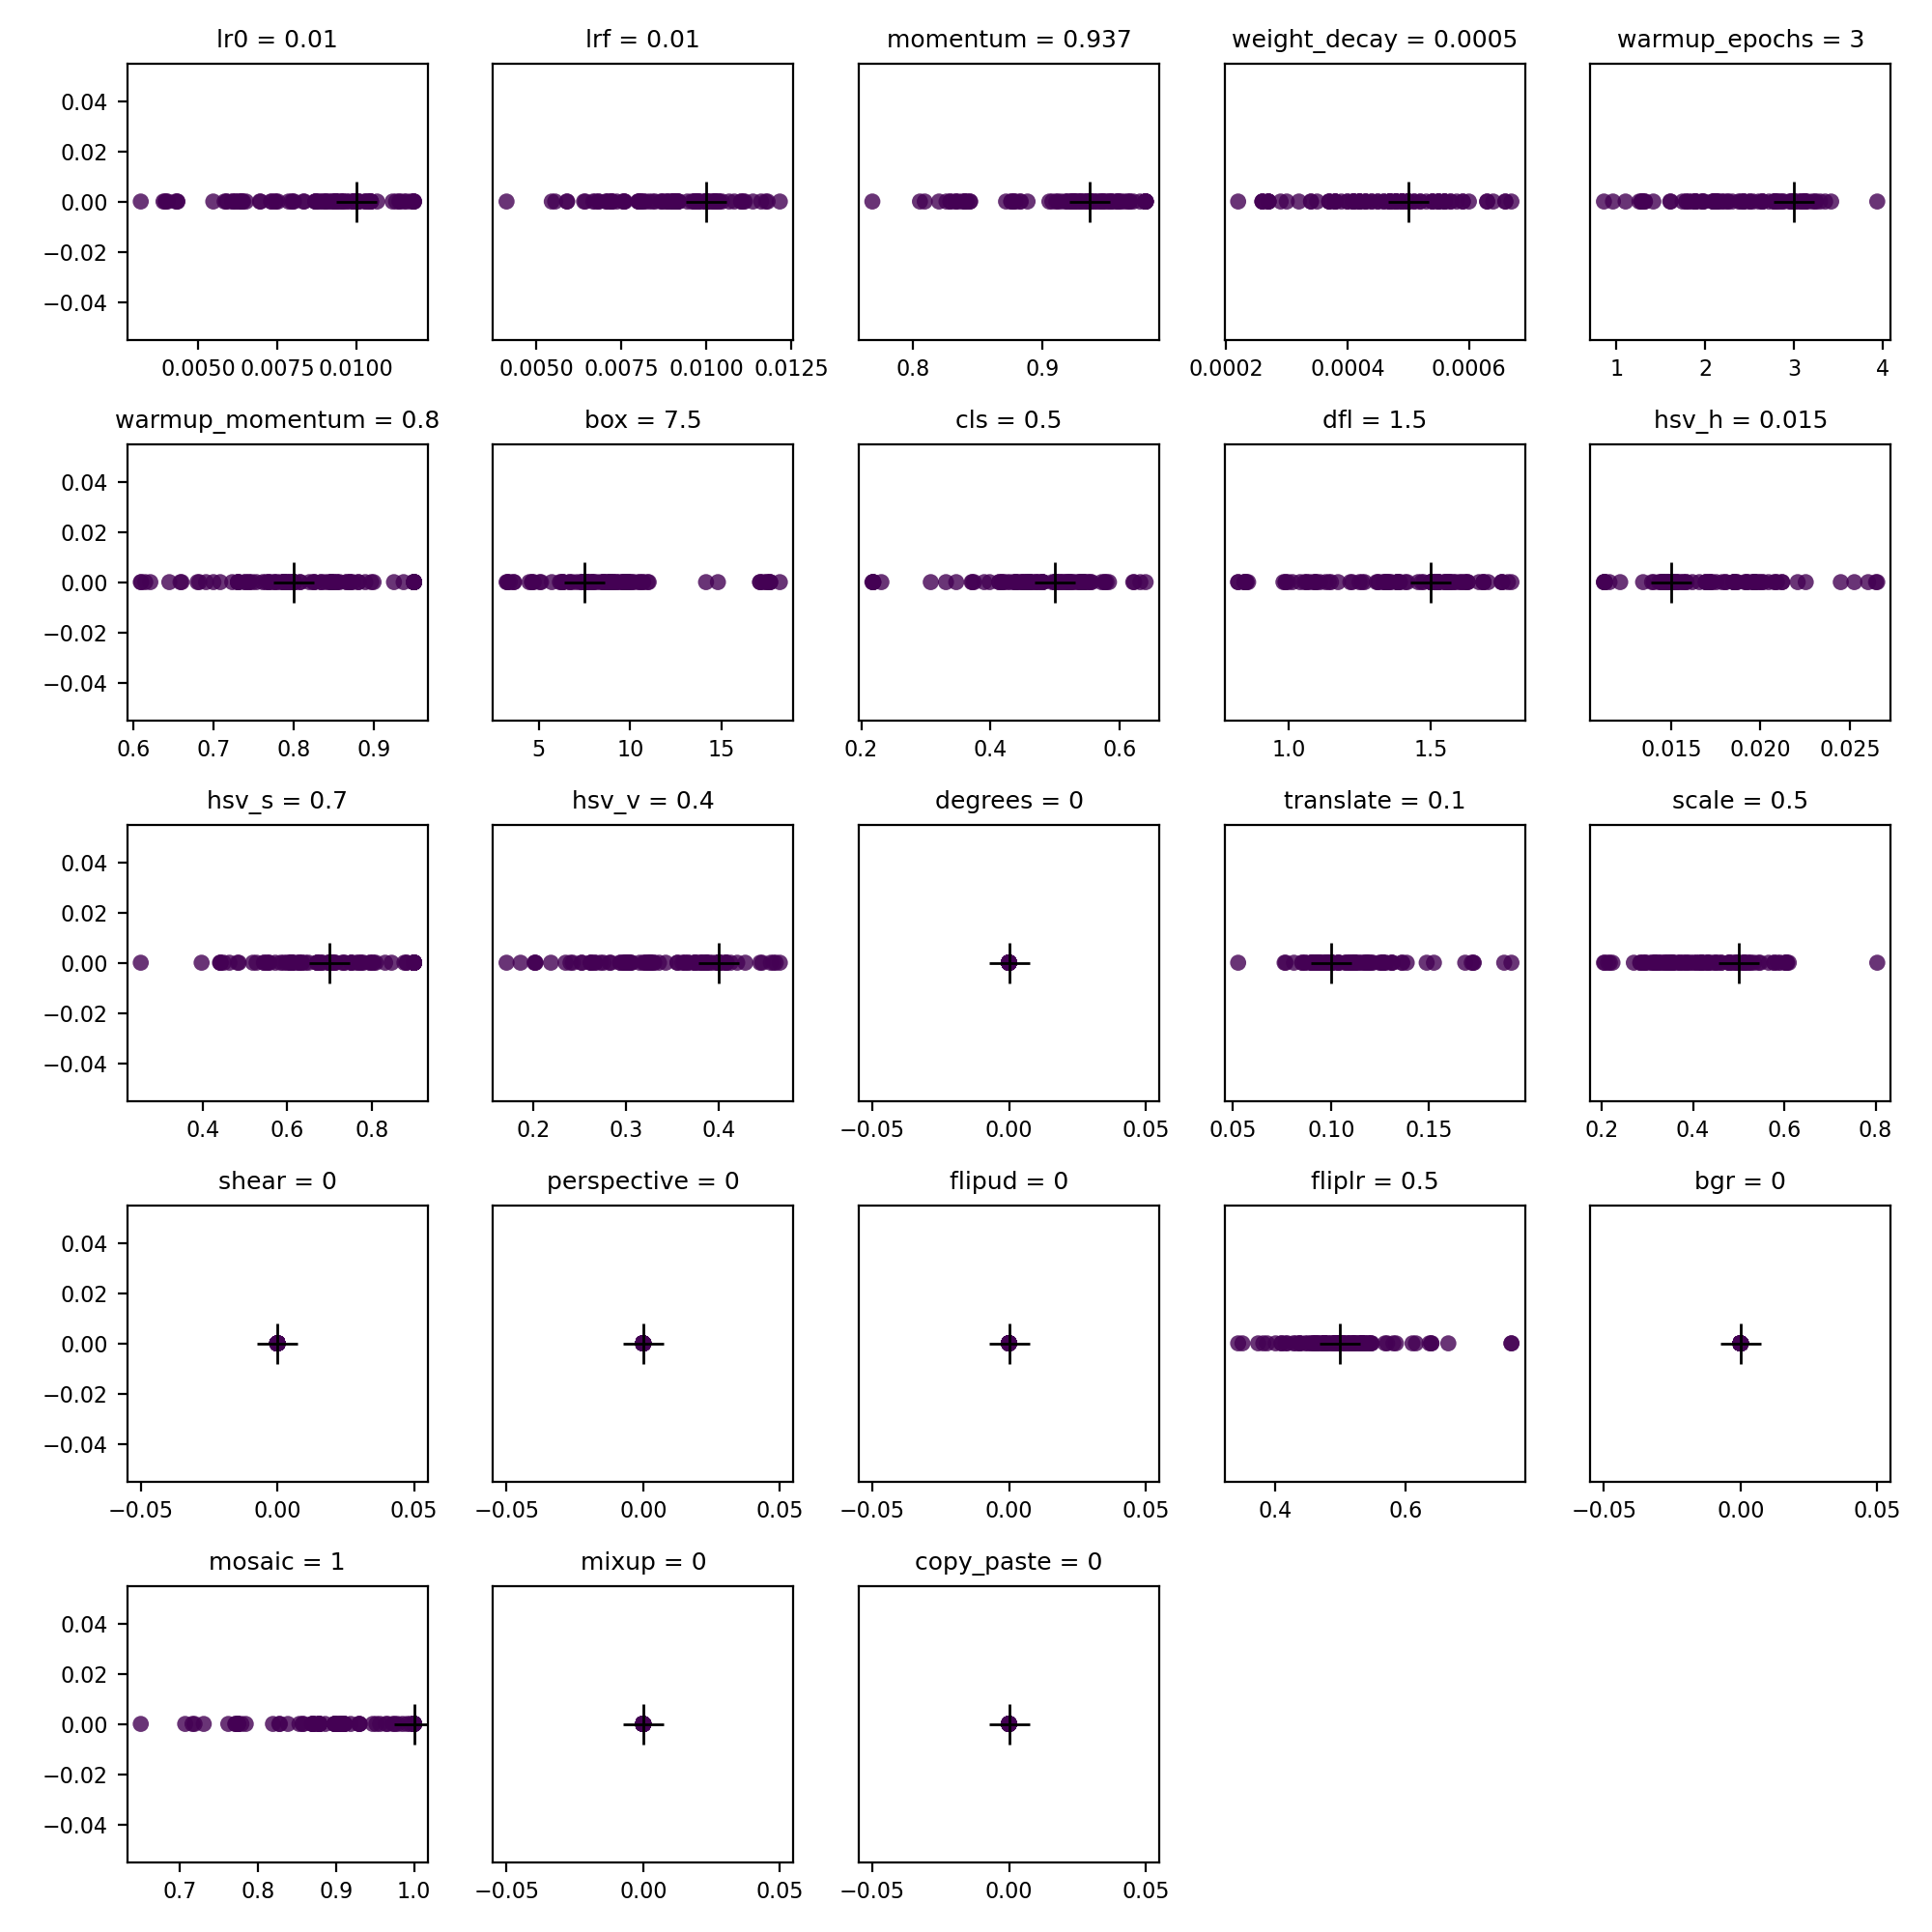 lr0 = 0.01 lrf = 0.01 momentum = 0.937 weight_decay = 0.0005 warmup_epochs = 3
0.04
0.02
0.00
−0.02
−0.04
0.0050 0.0075 0.0100 0.0050 0.0075 0.0100 0.0125 0.8 0.9 0.0002 0.0004 0.0006 1 2 3 4
warmup_momentum = 0.8 box = 7.5 cls = 0.5 dfl = 1.5 hsv_h = 0.015
0.04
0.02
0.00
−0.02
−0.04
0.6 0.7 0.8 0.9 5 10 15 0.2 0.4 0.6 1.0 1.5 0.015 0.020 0.025
hsv_s = 0.7 hsv_v = 0.4 degrees = 0 translate = 0.1 scale = 0.5
0.04
0.02
0.00
−0.02
−0.04
0.4 0.6 0.8 0.2 0.3 0.4 −0.05 0.00 0.05 0.05 0.10 0.15 0.2 0.4 0.6 0.8
shear = 0 perspective = 0 flipud = 0 fliplr = 0.5 bgr = 0
0.04
0.02
0.00
−0.02
−0.04
−0.05 0.00 0.05 −0.05 0.00 0.05 −0.05 0.00 0.05 0.4 0.6 −0.05 0.00 0.05
mosaic = 1 mixup = 0 copy_paste = 0
0.04
0.02
0.00
−0.02
−0.04
0.7 0.8 0.9 1.0 −0.05 0.00 0.05 −0.05 0.00 0.05